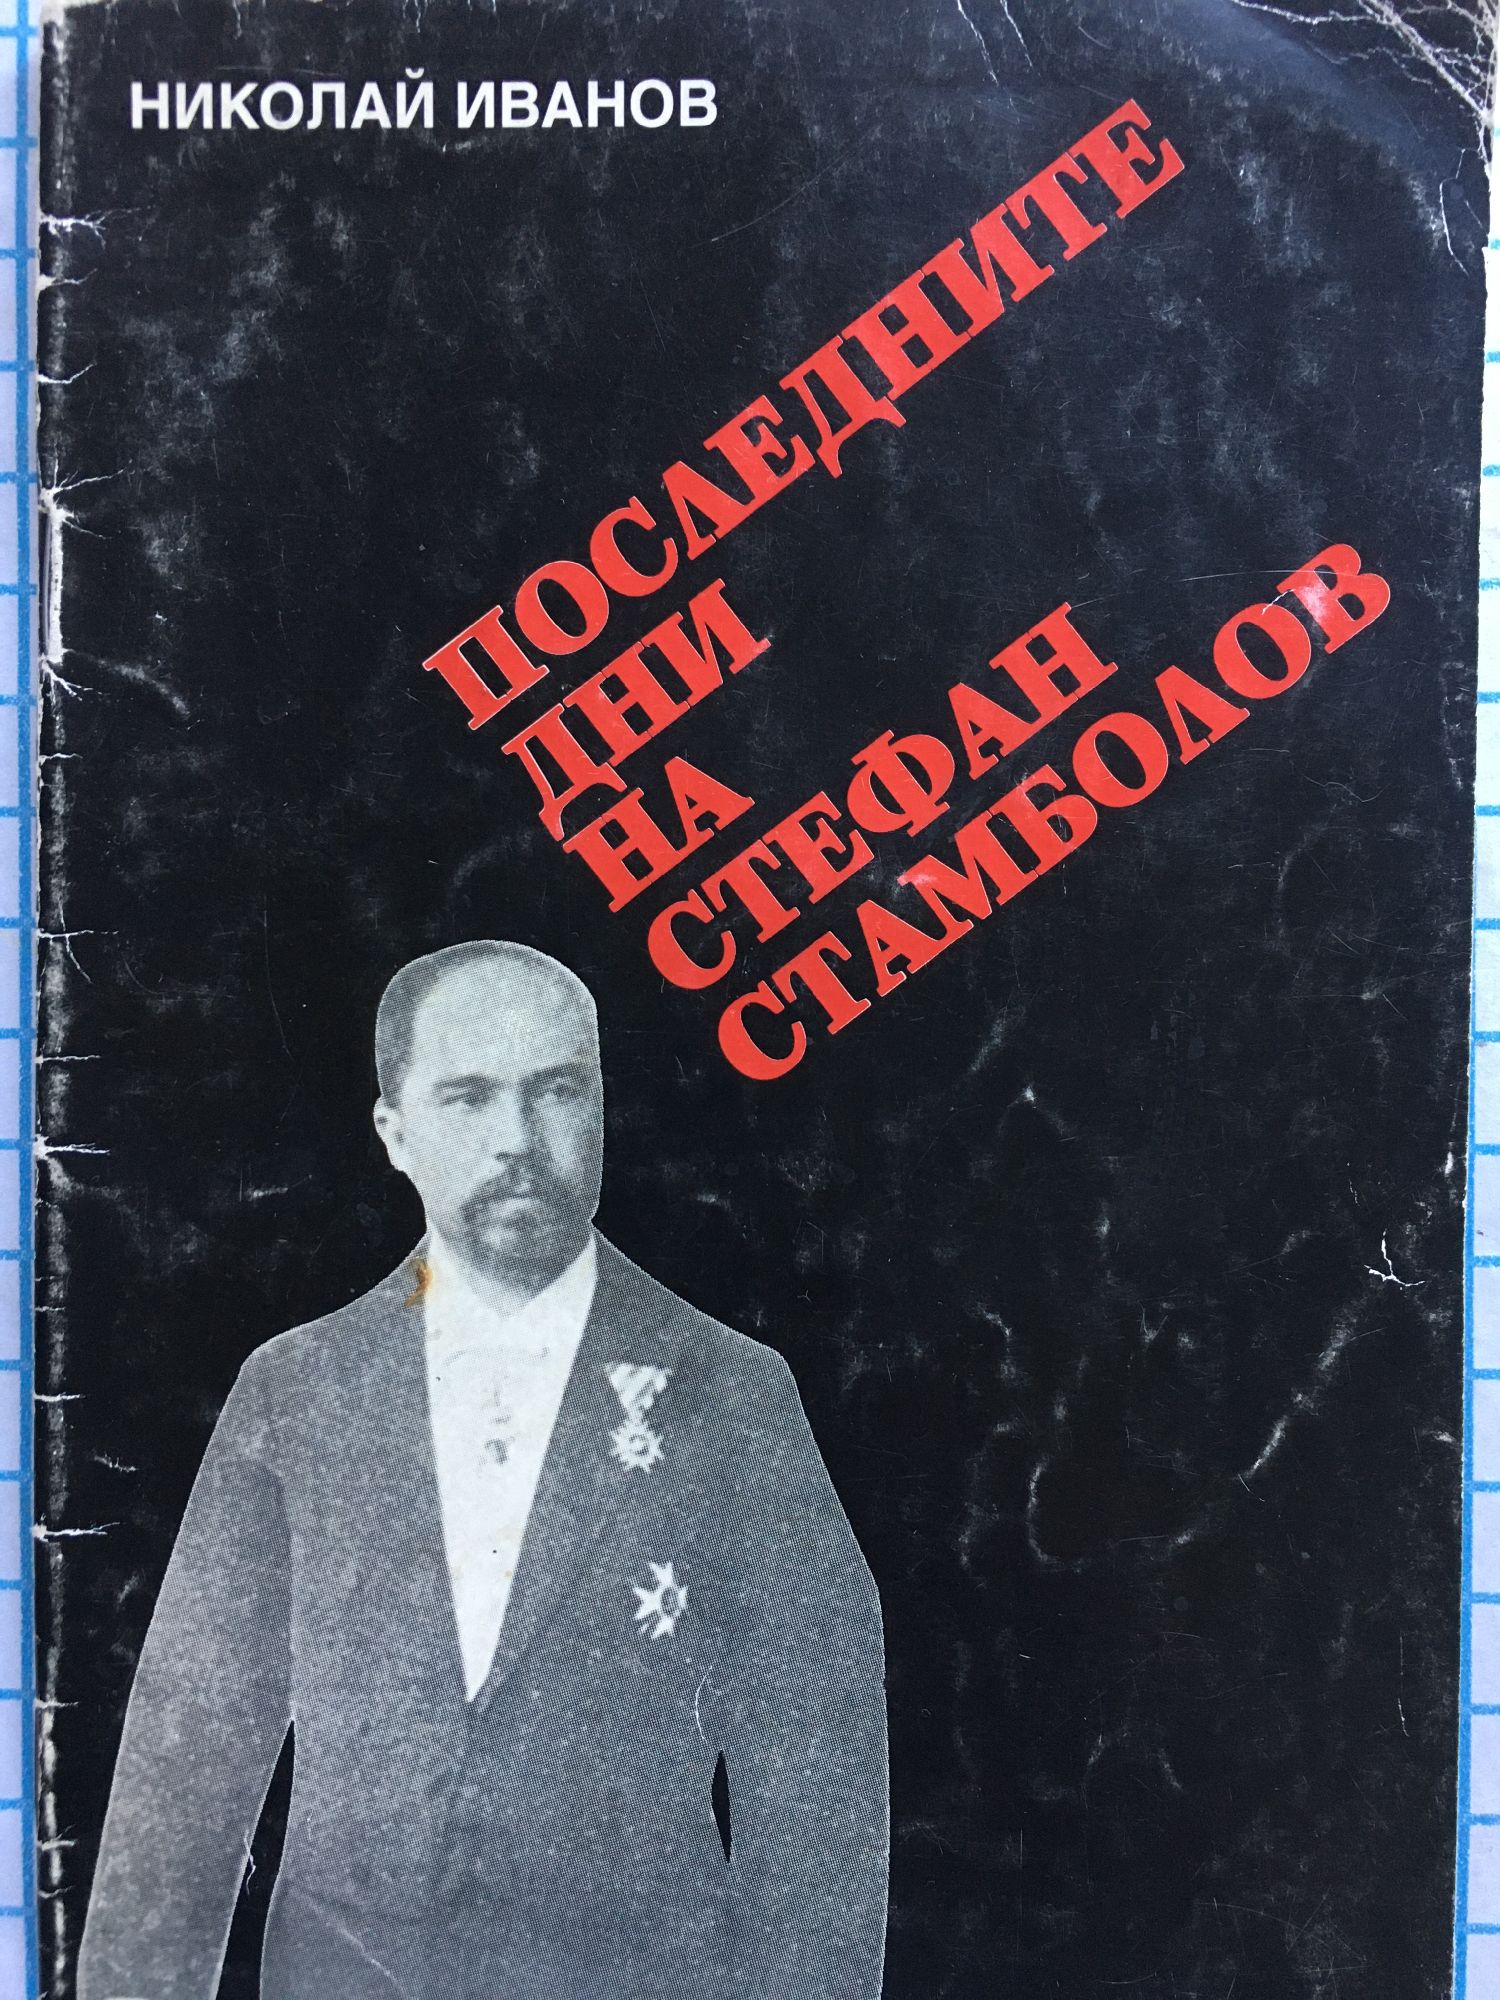 НИКОЛАЙ ИВАНОВ
ПОСЛЕДНИТЕ
ДНИ
НА
СТЕФАН
СТАМБОЛОВ